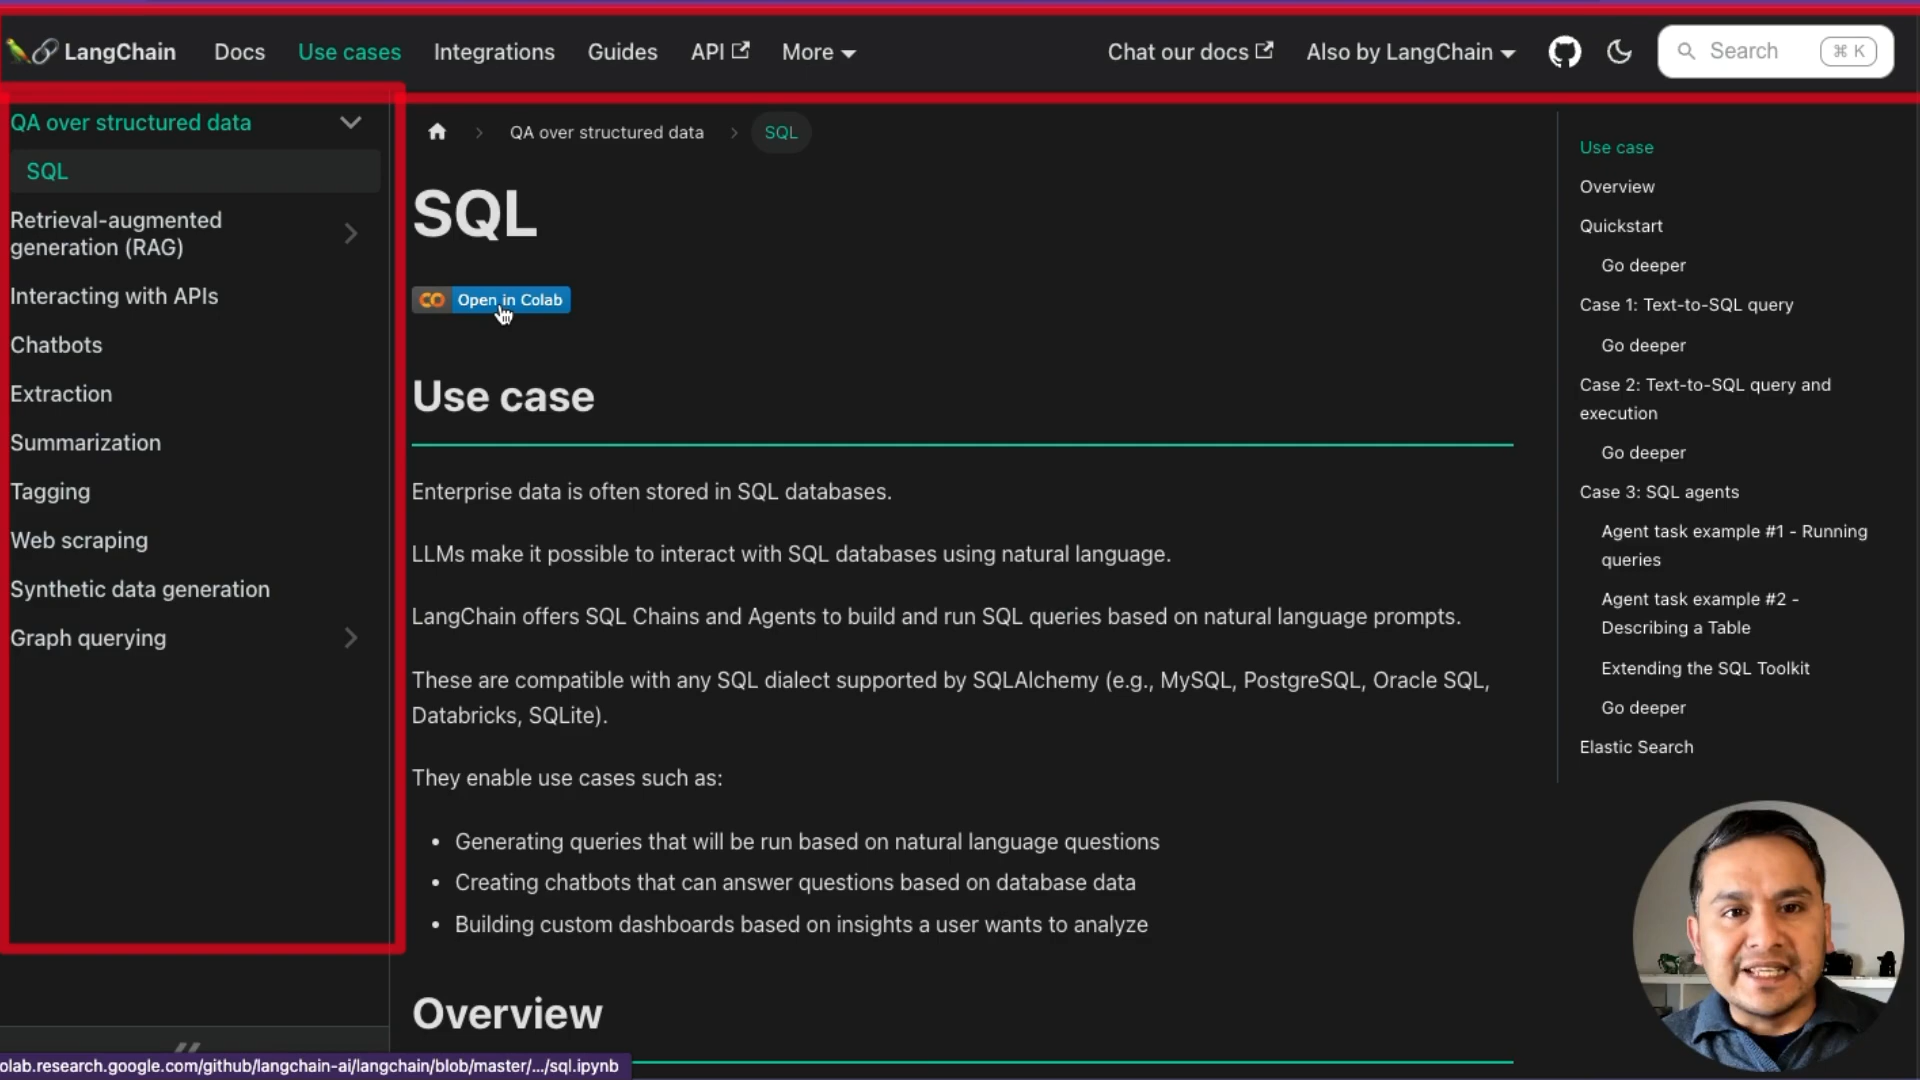 LangChain
Docs
Use cases
Integrations
Guides
API
More
Chat our docs
Also by LangChain
Search
⌘ K
QA over structured data
SQL
Retrieval-augmented
generation (RAG)
Interacting with APIs
Chatbots
Extraction
Summarization
Tagging
Web scraping
Synthetic data generation
Graph querying
QA over structured data
SQL
SQL
Open in Colab
Use case
Enterprise data is often stored in SQL databases.
LLMs make it possible to interact with SQL databases using natural language.
LangChain offers SQL Chains and Agents to build and run SQL queries based on natural language prompts.
These are compatible with any SQL dialect supported by SQLAlchemy (e.g., MySQL, PostgreSQL, Oracle SQL,
Databricks, SQLite).
They enable use cases such as:
• Generating queries that will be run based on natural language questions
• Creating chatbots that can answer questions based on database data
• Building custom dashboards based on insights a user wants to analyze
Overview
Use case
Overview
Quickstart
Go deeper
Case 1: Text-to-SQL query
Go deeper
Case 2: Text-to-SQL query and
execution
Go deeper
Case 3: SQL agents
Agent task example #1 - Running
queries
Agent task example #2 -
Describing a Table
Extending the SQL Toolkit
Go deeper
Elastic Search
olab.research.google.com/github/langchain-ai/langchain/blob/master/.../sql.ipynb